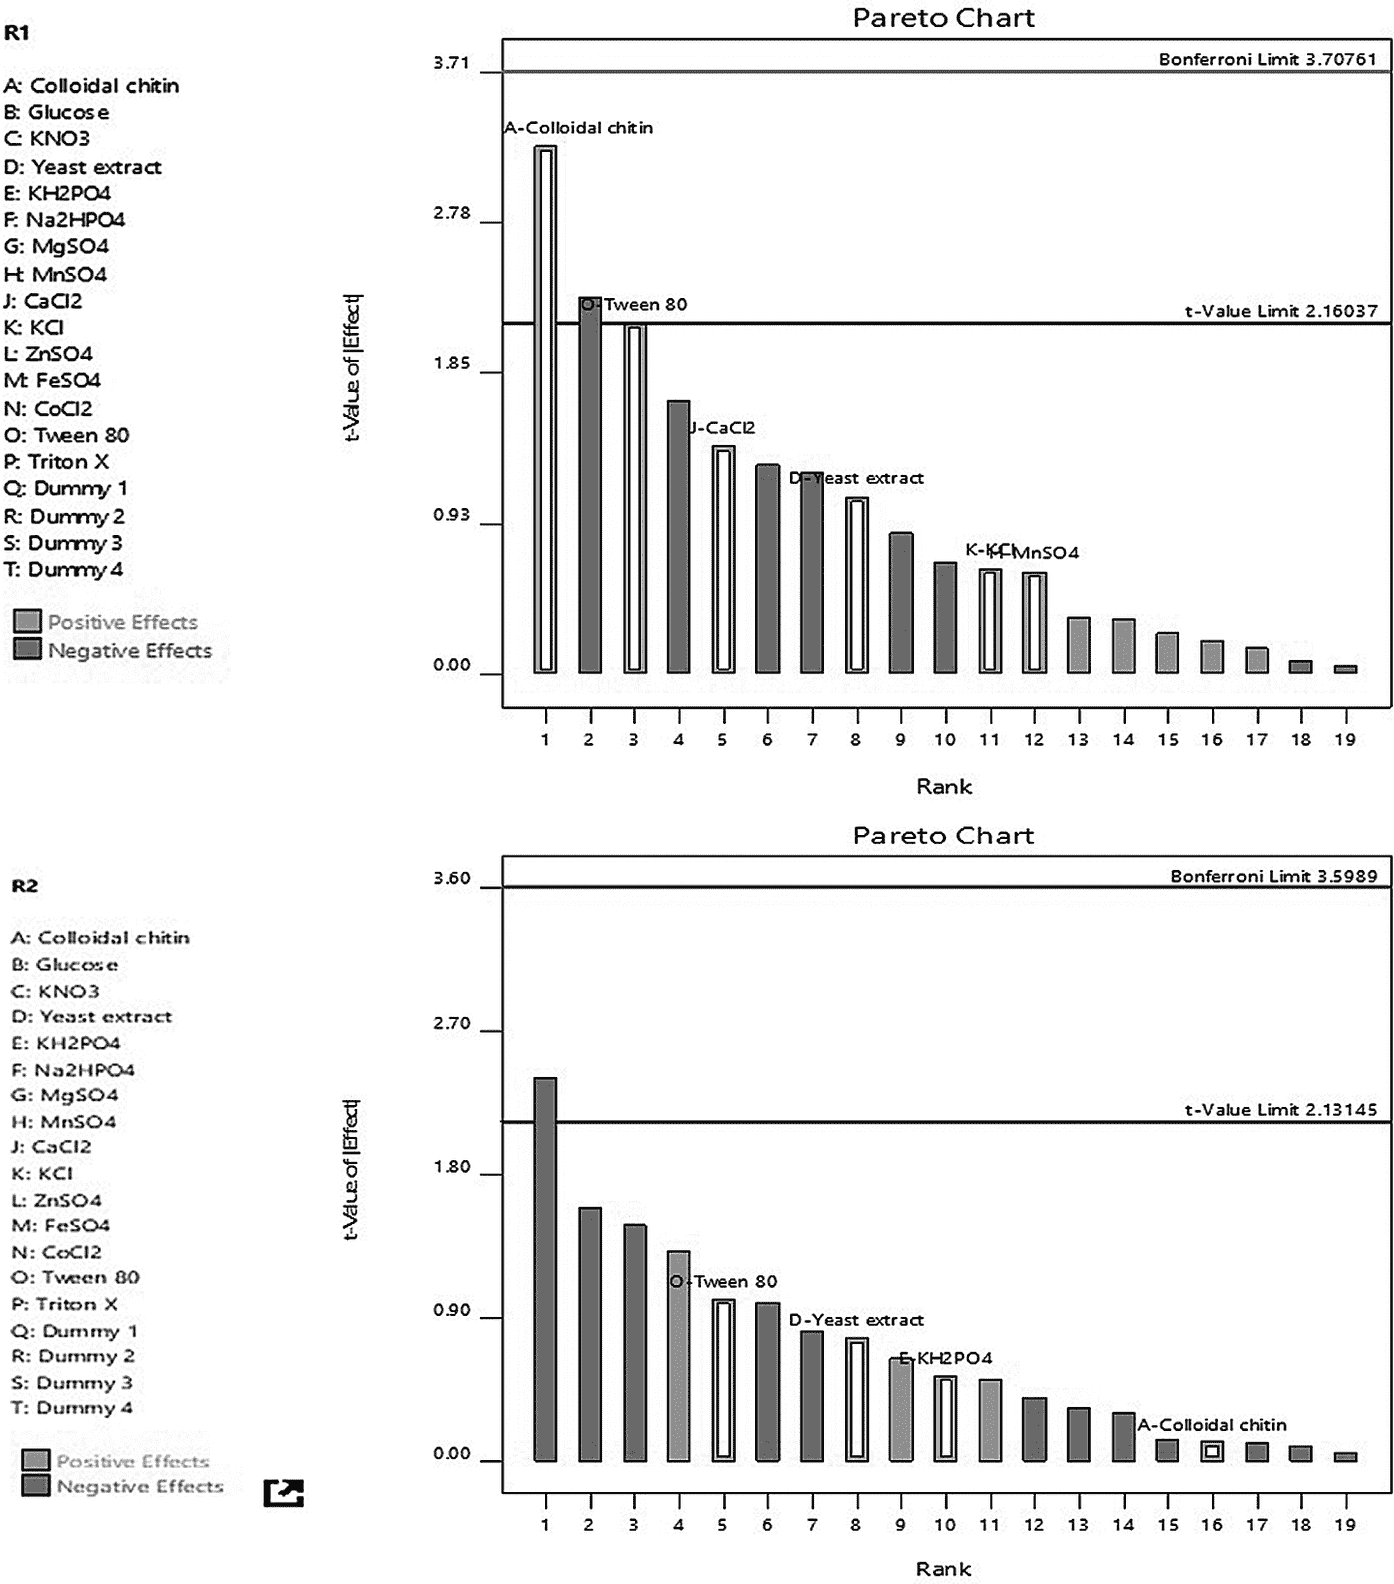 R1
A: Colloidal chitin
B: Glucose
C: KNO3
D: Yeast extract
E: KH2PO4
F: Na2HPO4
G: MgSO4
H: MnSO4
J: CaCl2
K: KCl
L: ZnSO4
M: FeSO4
N: CoCl2
O: Tween 80
P: Triton X
Q: Dummy 1
R: Dummy 2
S: Dummy 3
T: Dummy 4
Positive Effects
Negative Effects
Pareto Chart
Bonferroni Limit 3.70761
t-Value Limit 2.16037
3.71
2.78
1.85
0.93
0.00
t-Value of |Effect|
A-Colloidal chitin
O-Tween 80
J-CaCl2
D-Yeast extract
K-KCl
H-MnSO4
1 2 3 4 5 6 7 8 9 10 11 12 13 14 15 16 17 18 19
Rank
R2
A: Colloidal chitin
B: Glucose
C: KNO3
D: Yeast extract
E: KH2PO4
F: Na2HPO4
G: MgSO4
H: MnSO4
J: CaCl2
K: KCl
L: ZnSO4
M: FeSO4
N: CoCl2
O: Tween 80
P: Triton X
Q: Dummy 1
R: Dummy 2
S: Dummy 3
T: Dummy 4
Positive Effects
Negative Effects
Pareto Chart
Bonferroni Limit 3.5989
t-Value Limit 2.13145
3.60
2.70
1.80
0.90
0.00
t-Value of |Effect|
O-Tween 80
D-Yeast extract
E-KH2PO4
A-Colloidal chitin
1 2 3 4 5 6 7 8 9 10 11 12 13 14 15 16 17 18 19
Rank